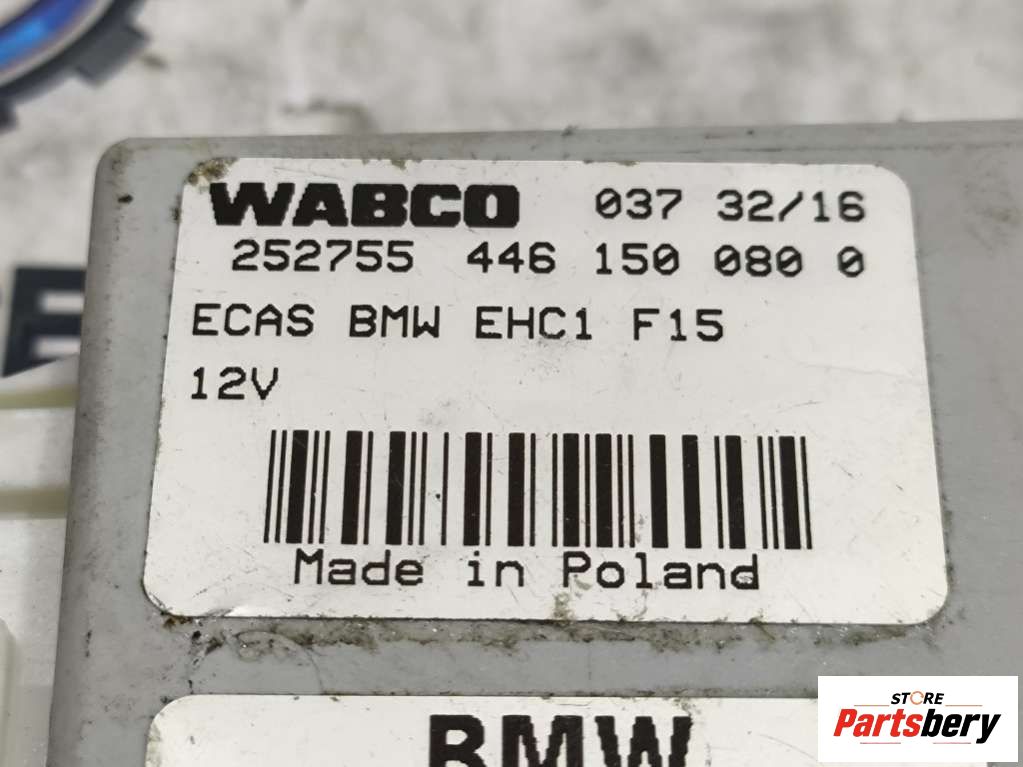 WABCO 037 32/16
252755 446 150 080 0
ECAS BMW EHC1 F15
12V
Made in Poland
BMW
STORE
Partsbery